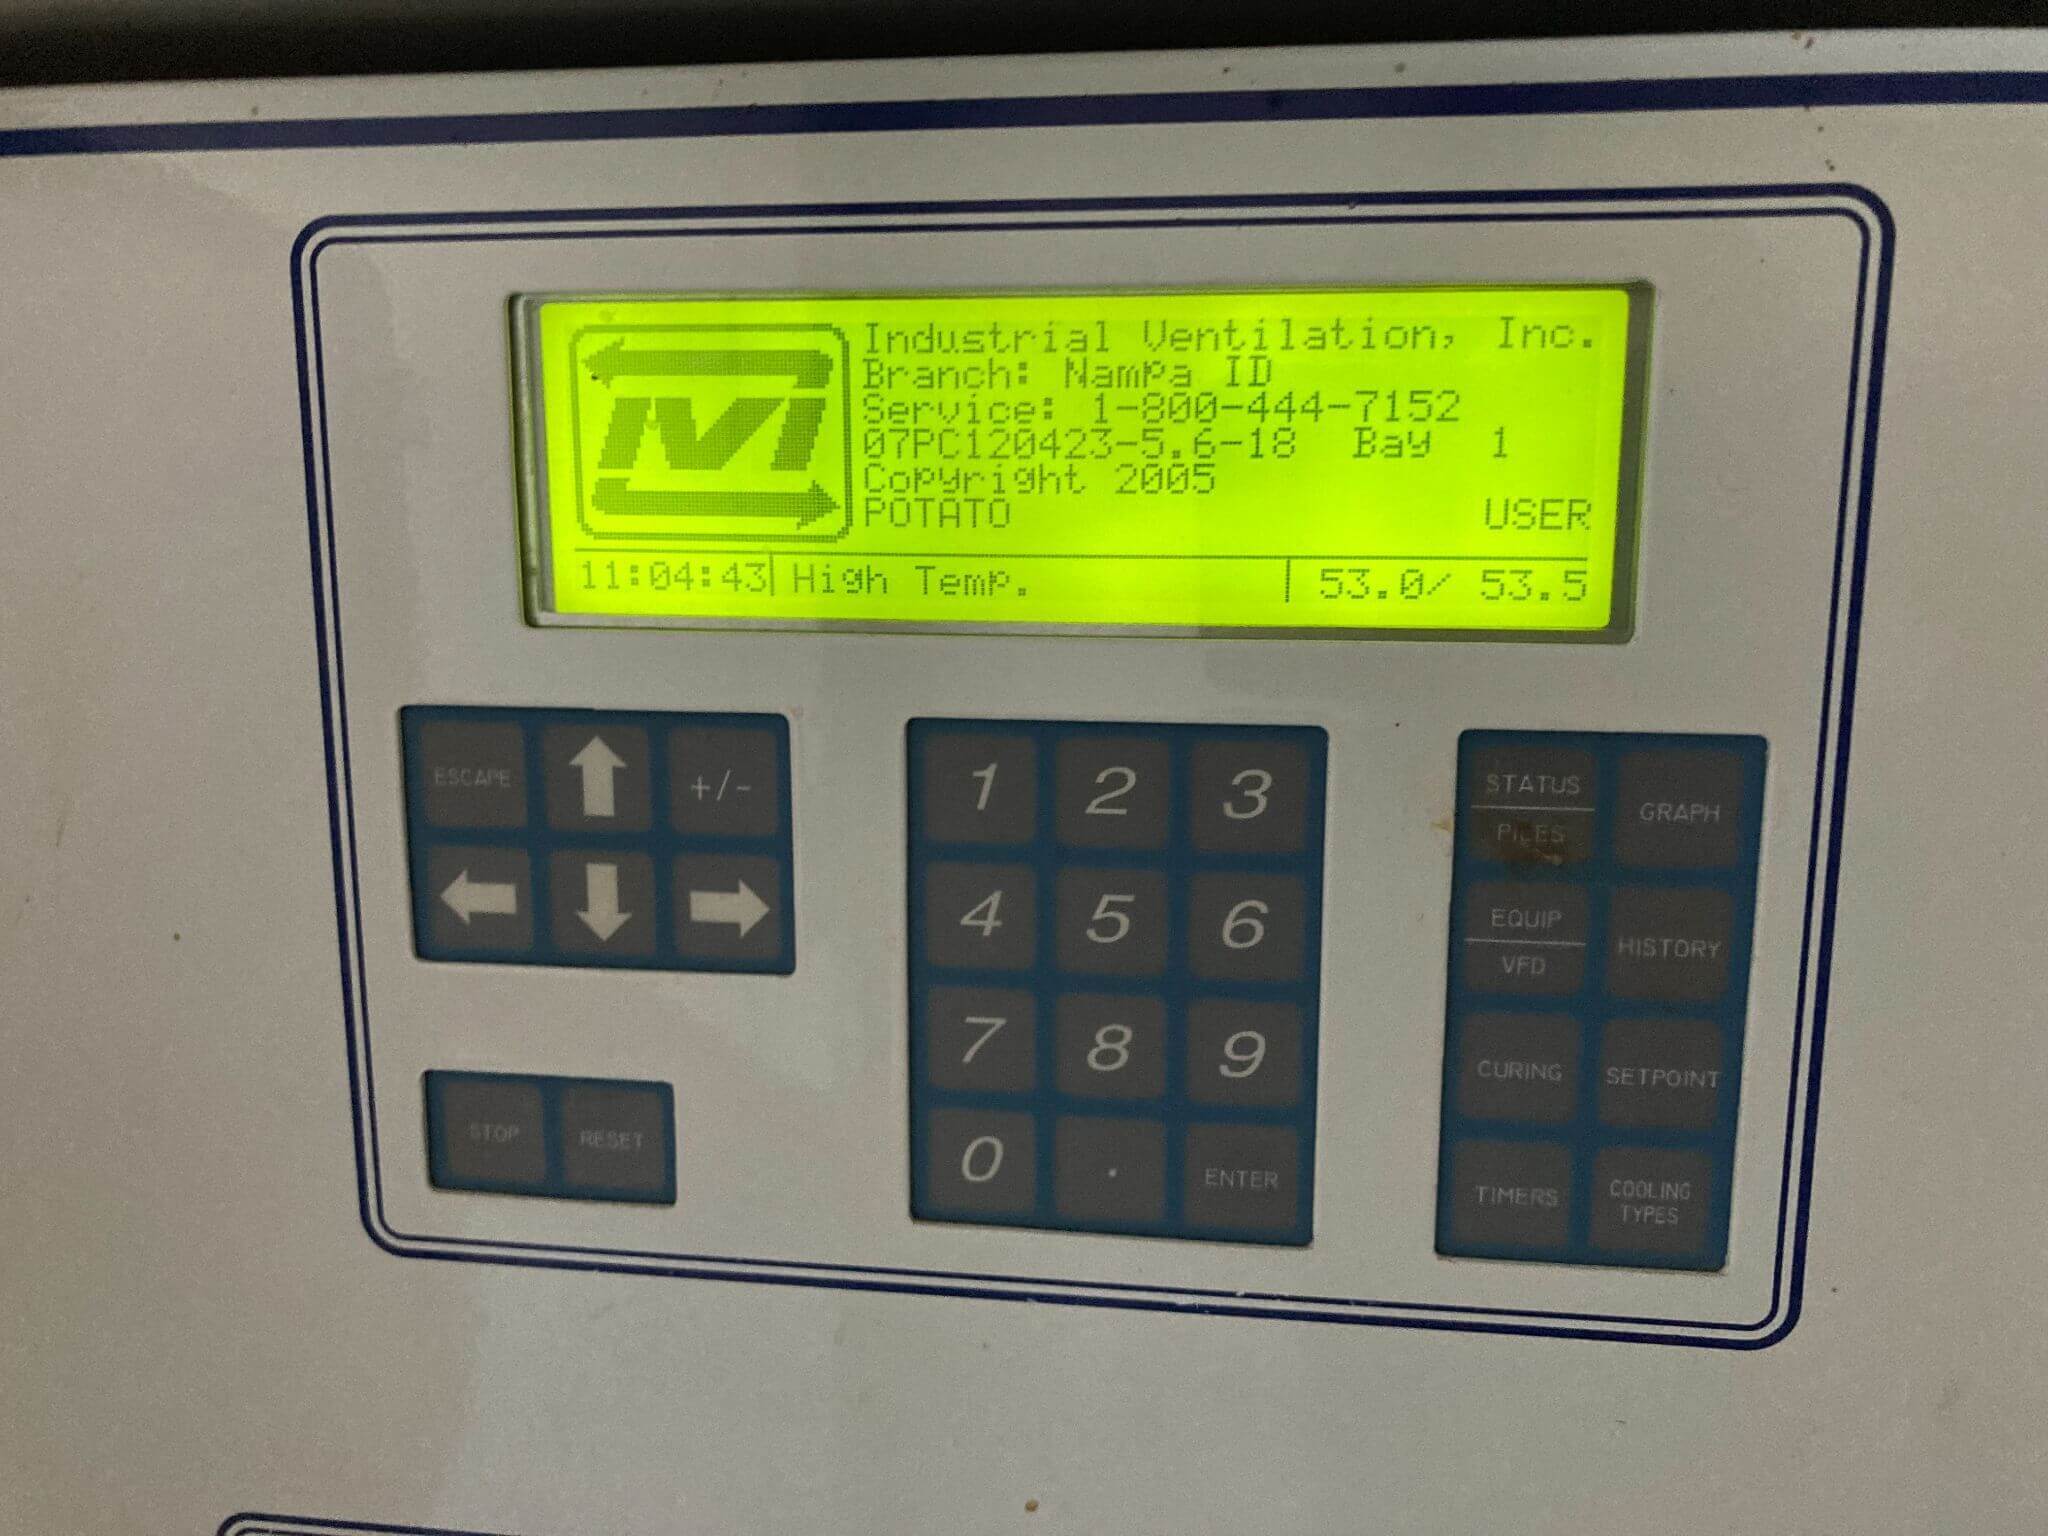 IVI
Industrial Ventilation, Inc.
Branch: Nampa ID
Service: 1-800-444-7152
07PC120423-5.6-18 Bay 1
Copyright 2005
POTATO USER
11:04:43 High Temp. 53.0/ 53.5
ESCAPE +/-
STOP RESET
1 2 3
4 5 6
7 8 9
0 . ENTER
STATUS
PILES
GRAPH
EQUIP
VFD
HISTORY
CURING SETPOINT
TIMERS
COOLING
TYPES